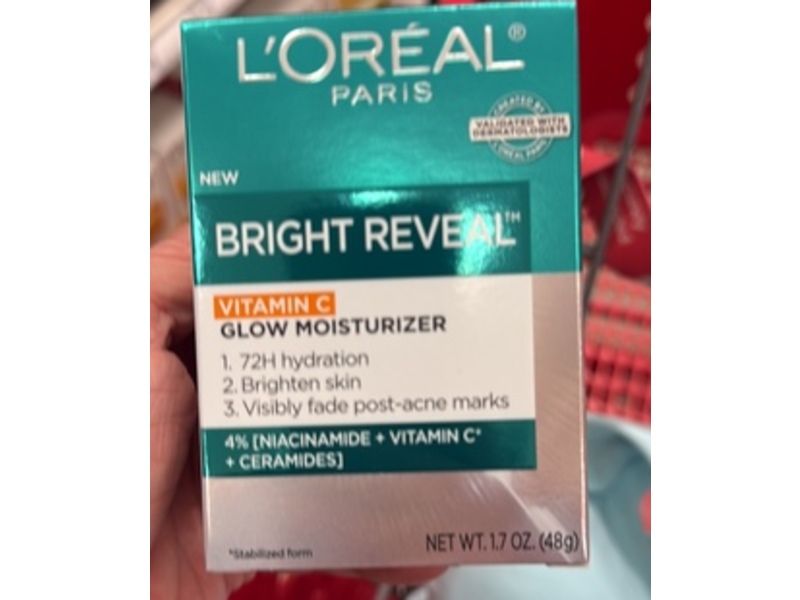 L'ORÉAL®
PARIS
CREATED BY
VALIDATED WITH
DERMATOLOGISTS
L'ORÉAL PARIS
NEW
BRIGHT REVEAL™
VITAMIN C
GLOW MOISTURIZER
1. 72H hydration
2. Brighten skin
3. Visibly fade post-acne marks
4% [NIACINAMIDE + VITAMIN C*
+ CERAMIDES]
*Stabilized form
NET WT. 1.7 OZ. (48g)